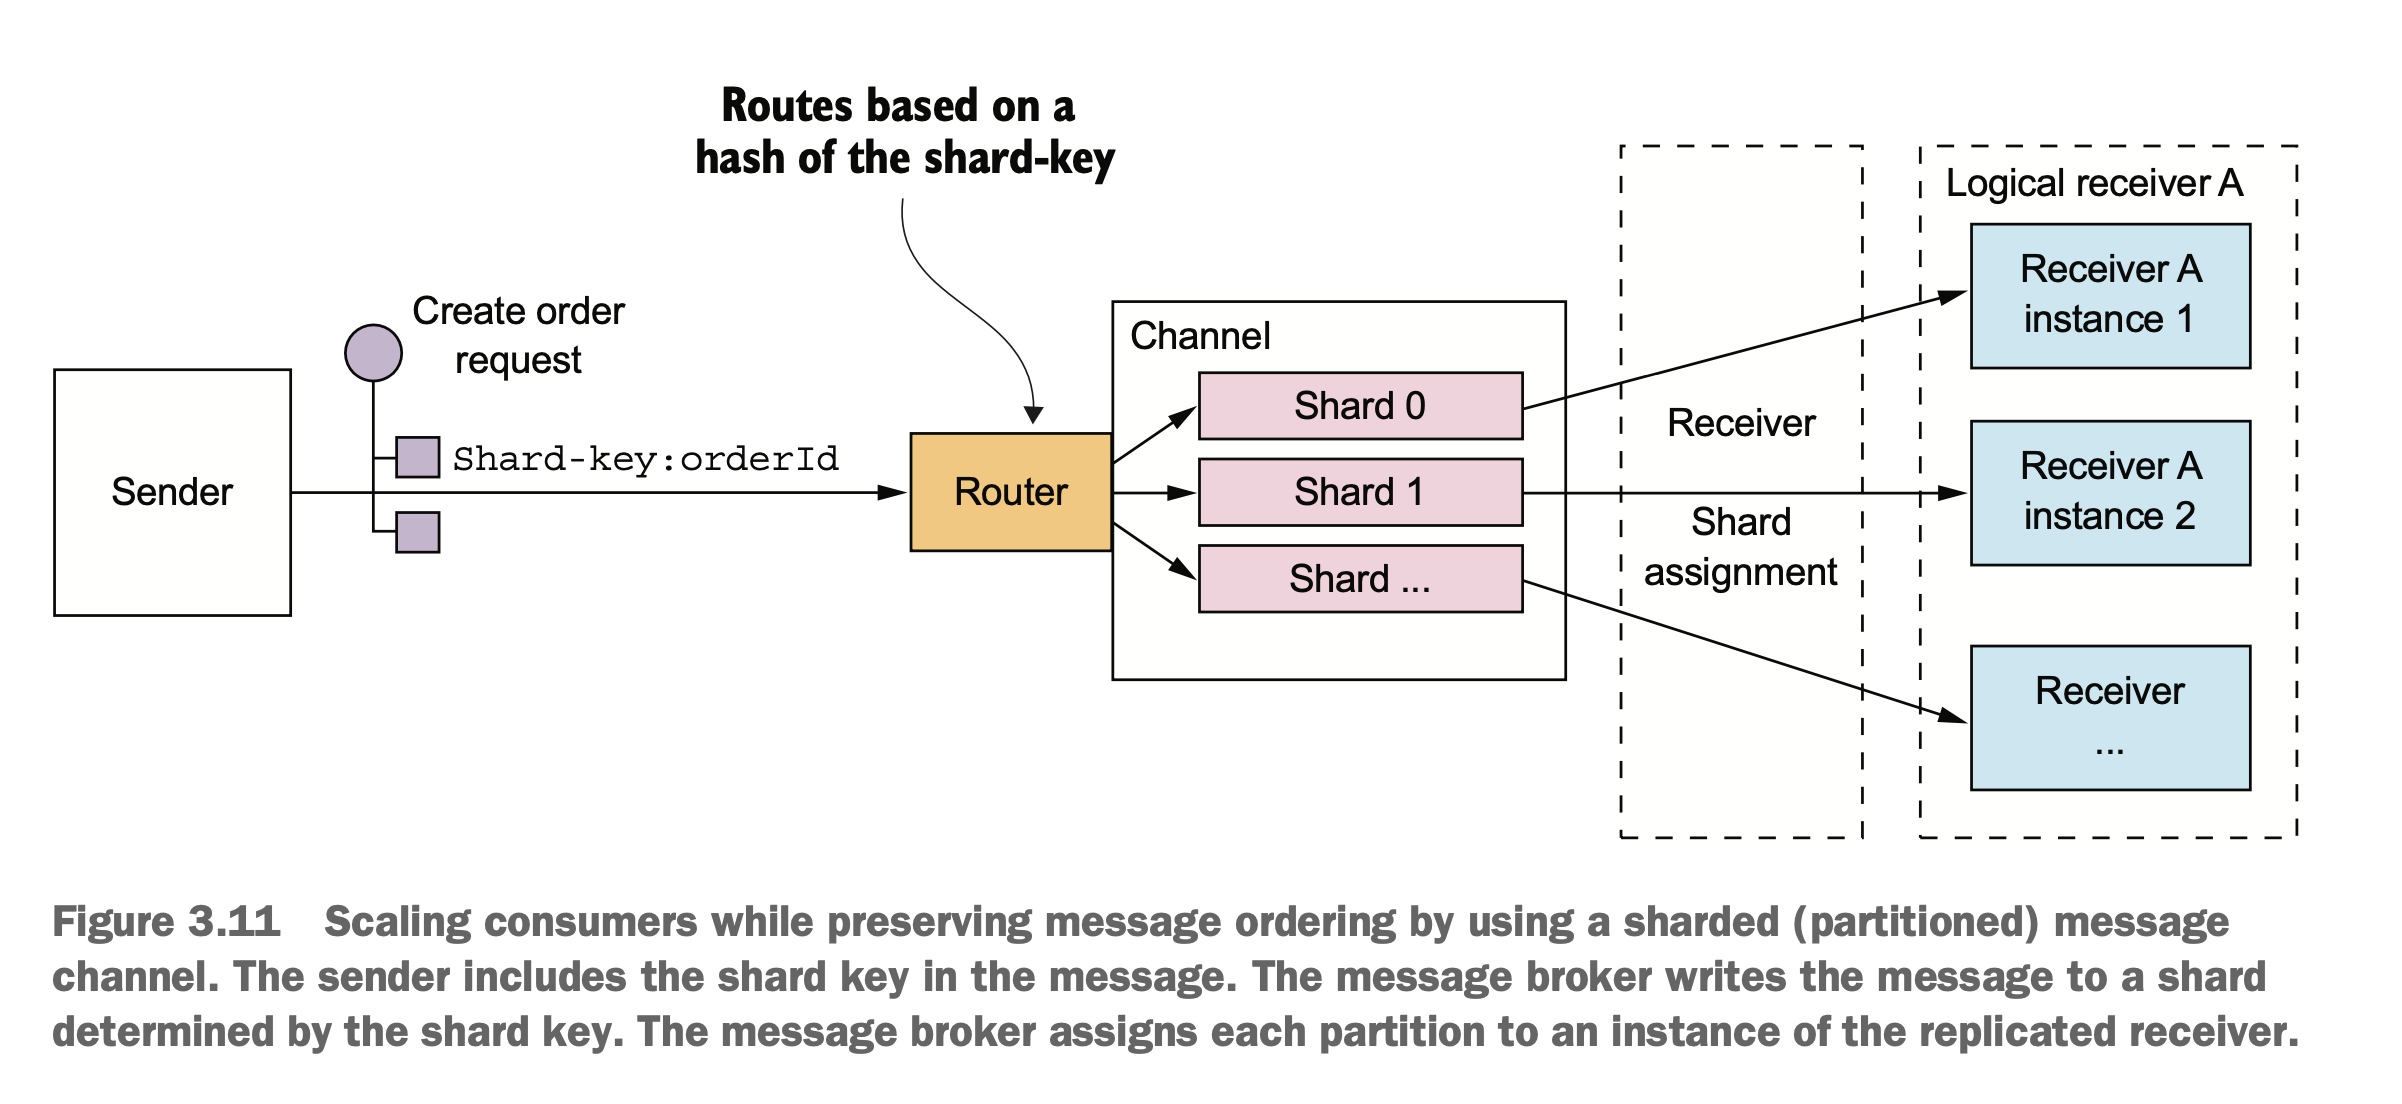 Routes based on a
hash of the shard-key
Create order
request
Sender
Shard-key:orderId
Router
Channel
Shard 0
Shard 1
Shard ...
Receiver
Shard
assignment
Logical receiver A
Receiver A
instance 1
Receiver A
instance 2
Receiver
...
Figure 3.11 Scaling consumers while preserving message ordering by using a sharded (partitioned) message
channel. The sender includes the shard key in the message. The message broker writes the message to a shard
determined by the shard key. The message broker assigns each partition to an instance of the replicated receiver.